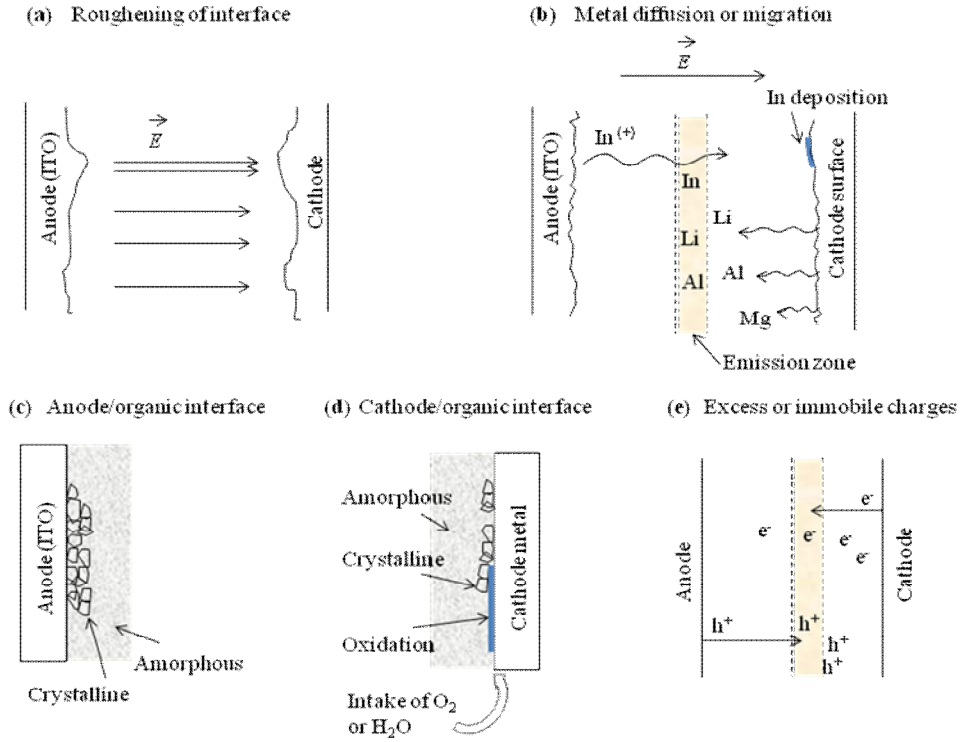 (a) Roughening of interface
E
Anode (ITO)
Cathode
(b) Metal diffusion or migration
E
In deposition
In(+)
Anode (ITO)
In
Li
Li
Al
Al
Mg
Cathode surface
Emission zone
(c) Anode/organic interface
Anode (ITO)
Amorphous
Crystalline
(d) Cathode/organic interface
Amorphous
Crystalline
Oxidation
Cathode metal
Intake of O₂
or H₂O
(e) Excess or immobile charges
e⁻
e⁻
e⁻
e⁻
e⁻
Anode
Cathode
h⁺
h⁺
h⁺
h⁺